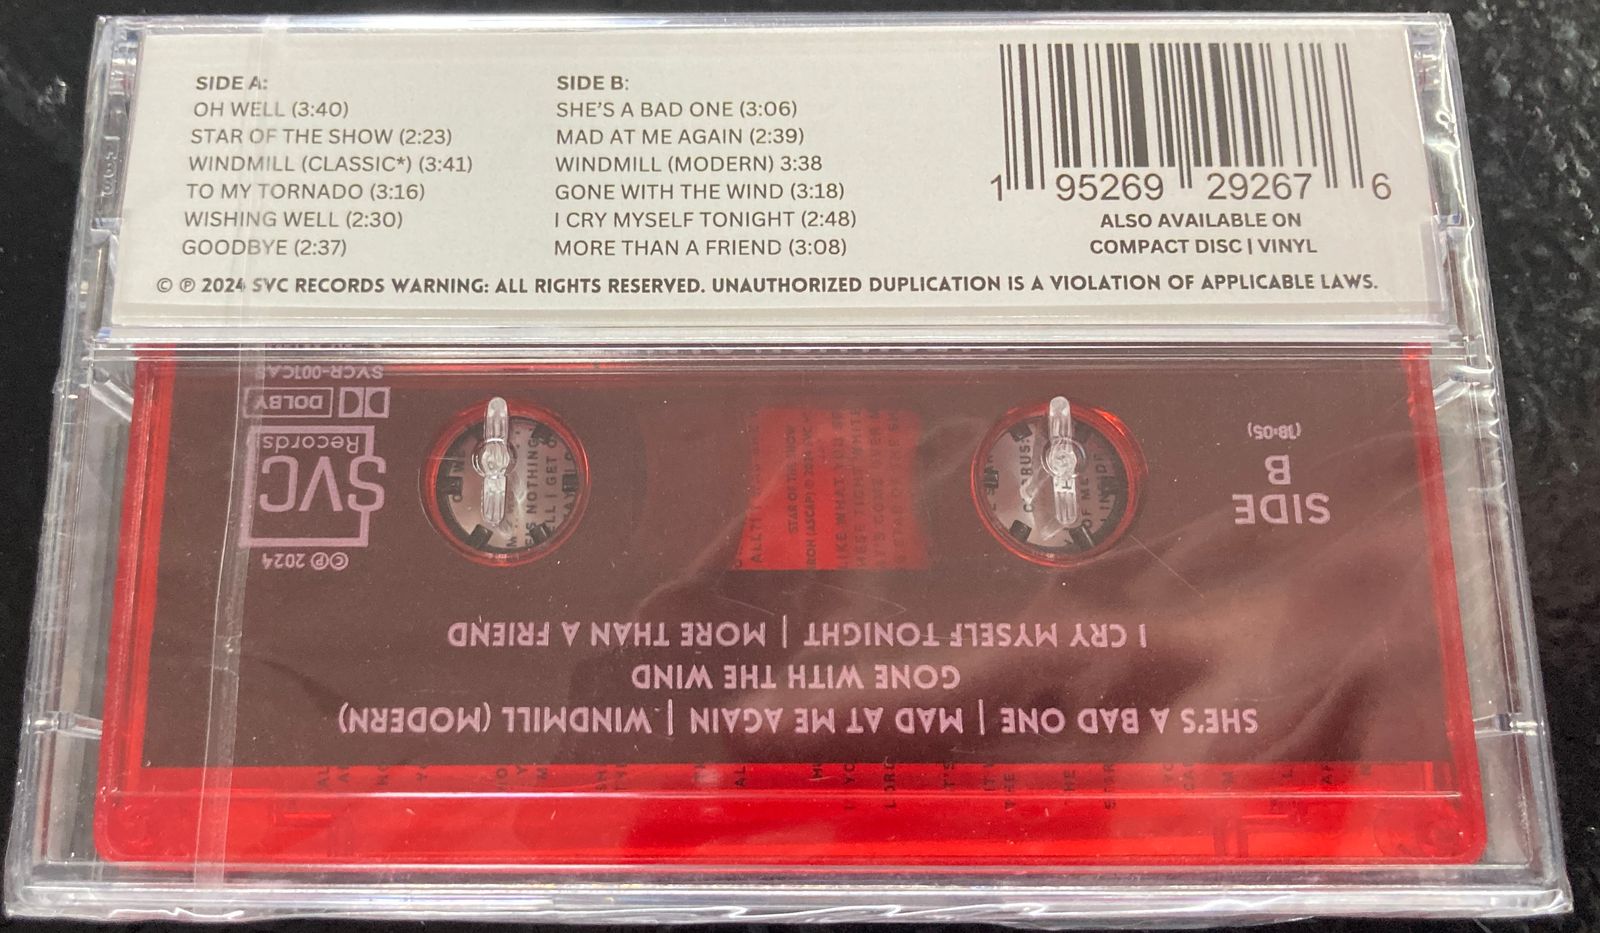 SIDE A:
OH WELL (3:40)
STAR OF THE SHOW (2:23)
WINDMILL (CLASSIC*) (3:41)
TO MY TORNADO (3:16)
WISHING WELL (2:30)
GOODBYE (2:37)
SIDE B:
SHE'S A BAD ONE (3:06)
MAD AT ME AGAIN (2:39)
WINDMILL (MODERN) 3:38
GONE WITH THE WIND (3:18)
I CRY MYSELF TONIGHT (2:48)
MORE THAN A FRIEND (3:08)
1 95269 29267 6
ALSO AVAILABLE ON
COMPACT DISC | VINYL
© ℗ 2024 SVC RECORDS WARNING: ALL RIGHTS RESERVED. UNAUTHORIZED DUPLICATION IS A VIOLATION OF APPLICABLE LAWS.
SHE'S A BAD ONE | MAD AT ME AGAIN | WINDMILL (MODERN)
GONE WITH THE WIND
I CRY MYSELF TONIGHT | MORE THAN A FRIEND
SIDE
B
(18:05)
©℗ 2024
SVC
Records
DOLBY
SVCR-001CAS
STAR OF THE SHOW